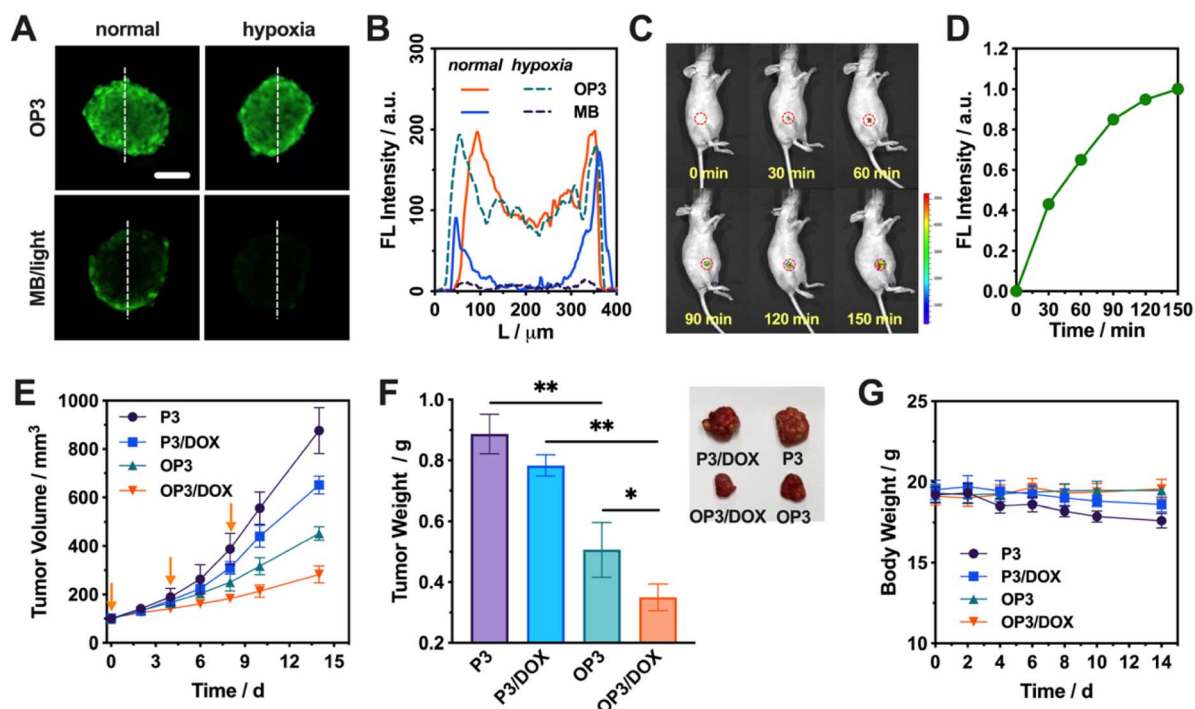 A
normal
hypoxia
OP3
MB/light
B
FL Intensity / a.u.
300
200
100
0
normal hypoxia
OP3
MB
0 100 200 300 400
L / μm
C
0 min
30 min
60 min
90 min
120 min
150 min
D
FL Intensity / a.u.
1.2
1.0
0.8
0.6
0.4
0.2
0.0
0 30 60 90 120 150
Time / min
E
Tumor Volume / mm³
1000
800
600
400
200
0
P3
P3/DOX
OP3
OP3/DOX
0 3 6 9 12 15
Time / d
F
Tumor Weight / g
1.0
0.8
0.6
0.4
0.2
**
**
*
P3
P3/DOX
OP3
OP3/DOX
P3/DOX P3
OP3/DOX OP3
G
Body Weight / g
25
20
15
10
P3
P3/DOX
OP3
OP3/DOX
0 2 4 6 8 10 12 14
Time / d